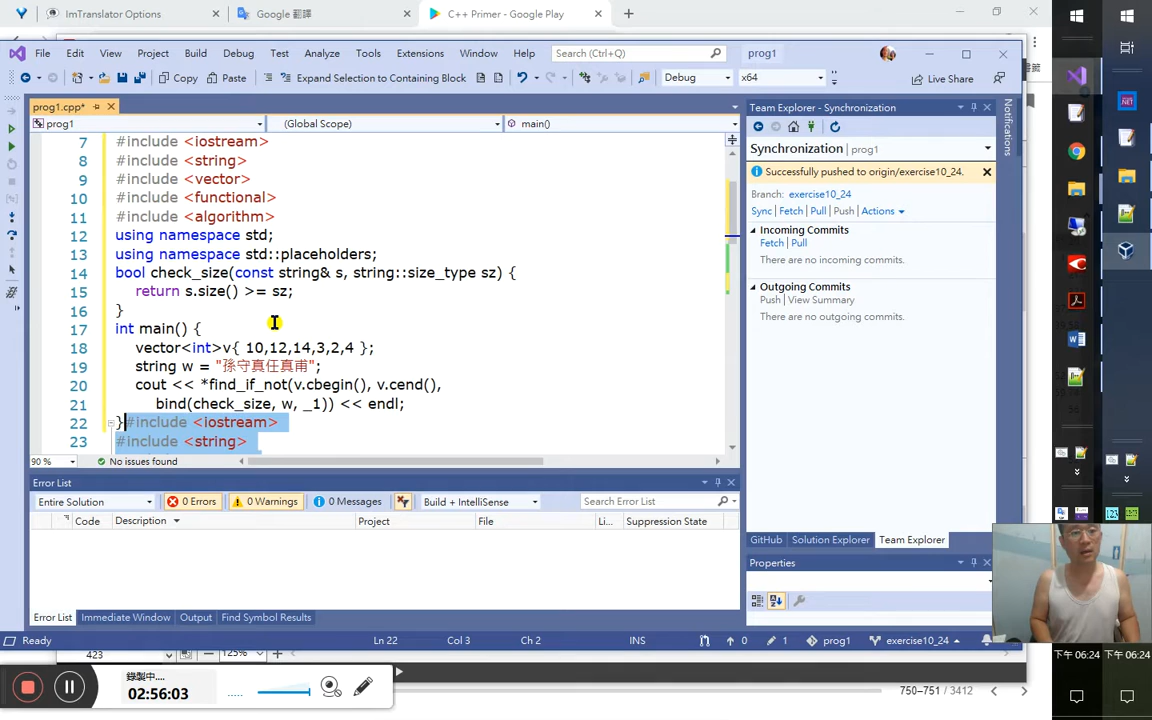 ImTranslator Options
Google 翻譯
C++ Primer - Google Play
File Edit View Project Build Debug Test Analyze Tools Extensions Window Help Search (Ctrl+Q) prog1
Copy Paste Expand Selection to Containing Block Debug x64 Live Share
prog1.cpp*
prog1 (Global Scope) main()
7 #include <iostream>
8 #include <string>
9 #include <vector>
10 #include <functional>
11 #include <algorithm>
12 using namespace std;
13 using namespace std::placeholders;
14 bool check_size(const string& s, string::size_type sz) {
15 return s.size() >= sz;
16 }
17 int main() {
18 vector<int>v{ 10,12,14,3,2,4 };
19 string w = "孫守真任真甫";
20 cout << *find_if_not(v.cbegin(), v.cend(),
21 bind(check_size, w, _1)) << endl;
22 }#include <iostream>
23 #include <string>
90 % No issues found
Error List
Entire Solution 0 Errors 0 Warnings 0 Messages Build + IntelliSense Search Error List
Code Description Project File Li... Suppression State
Error List Immediate Window Output Find Symbol Results
Team Explorer - Synchronization
Synchronization prog1
Successfully pushed to origin/exercise10_24.
Branch: exercise10_24
Sync Fetch Pull Push Actions
Incoming Commits
Fetch Pull
There are no incoming commits.
Outgoing Commits
Push View Summary
There are no outgoing commits.
GitHub Solution Explorer Team Explorer
Properties
Notifications
Ready Ln 22 Col 3 Ch 2 INS 0 1 prog1 exercise10_24
423 125%
錄製中...
02:56:03
750–751 / 3412
下午 06:24 下午 06:24